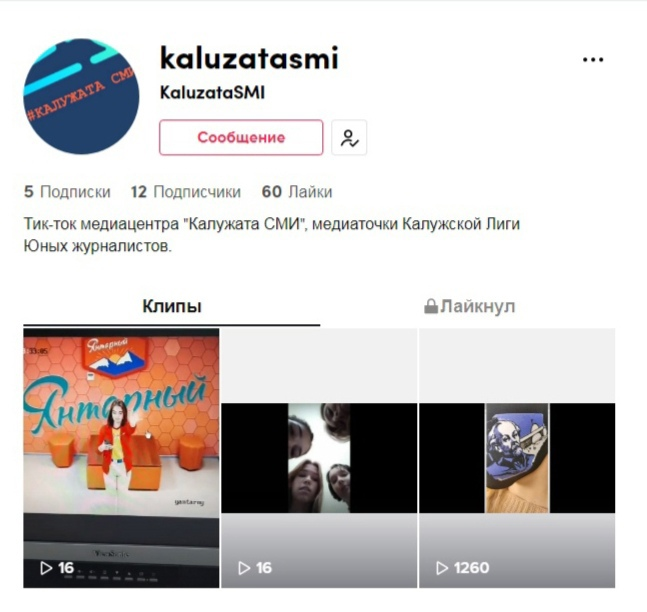 kaluzatasmi
KaluzataSMI
#КАЛУЖАТА СМИ
Сообщение
5 Подписки 12 Подписчики 60 Лайки
Тик-ток медиацентра "Калужата СМИ", медиаточки Калужской Лиги
Юных журналистов.
Клипы Лайкнул
Янтарный
Янтарный
16
16
1260